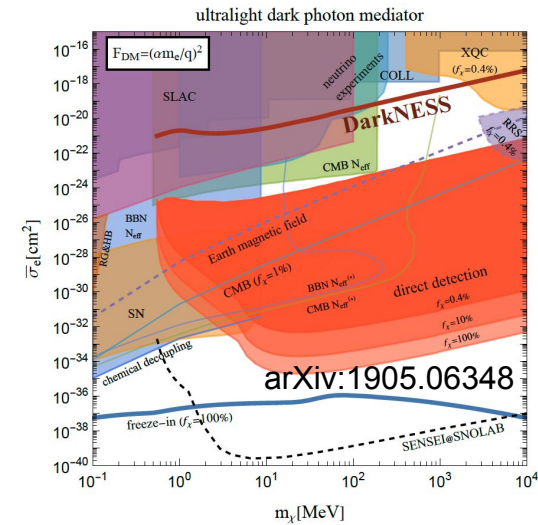 ultralight dark photon mediator
F_DM=(αm_e/q)^2
SLAC
neutrino
experiments
COLL
XQC
(f_χ=0.4%)
DarkNESS
RRS
f_χ=0.4%
CMB N_eff
BBN
N_eff
RG&HB
Earth magnetic field
CMB (f_χ=1%)
BBN N_eff^(*)
CMB N_eff^(*)
direct detection
f_χ=0.4%
f_χ=10%
f_χ=100%
SN
chemical decoupling
arXiv:1905.06348
freeze-in (f_χ=100%)
SENSEI@SNOLAB
10^-16
10^-18
10^-20
10^-22
10^-24
10^-26
10^-28
10^-30
10^-32
10^-34
10^-36
10^-38
10^-40
σ̅_e[cm^2]
10^-1 10^0 10^1 10^2 10^3 10^4
m_χ[MeV]